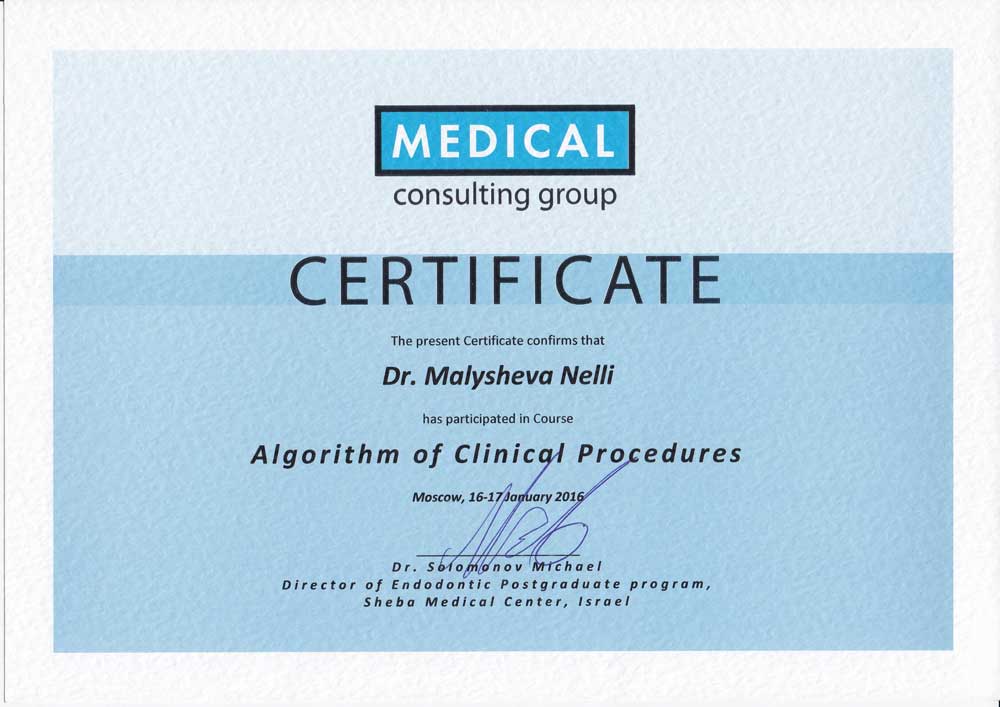 MEDICAL
consulting group
CERTIFICATE
The present Certificate confirms that
Dr. Malysheva Nelli
has participated in Course
Algorithm of Clinical Procedures
Moscow, 16-17 January 2016
Dr. Solomonov Michael
Director of Endodontic Postgraduate program,
Sheba Medical Center, Israel